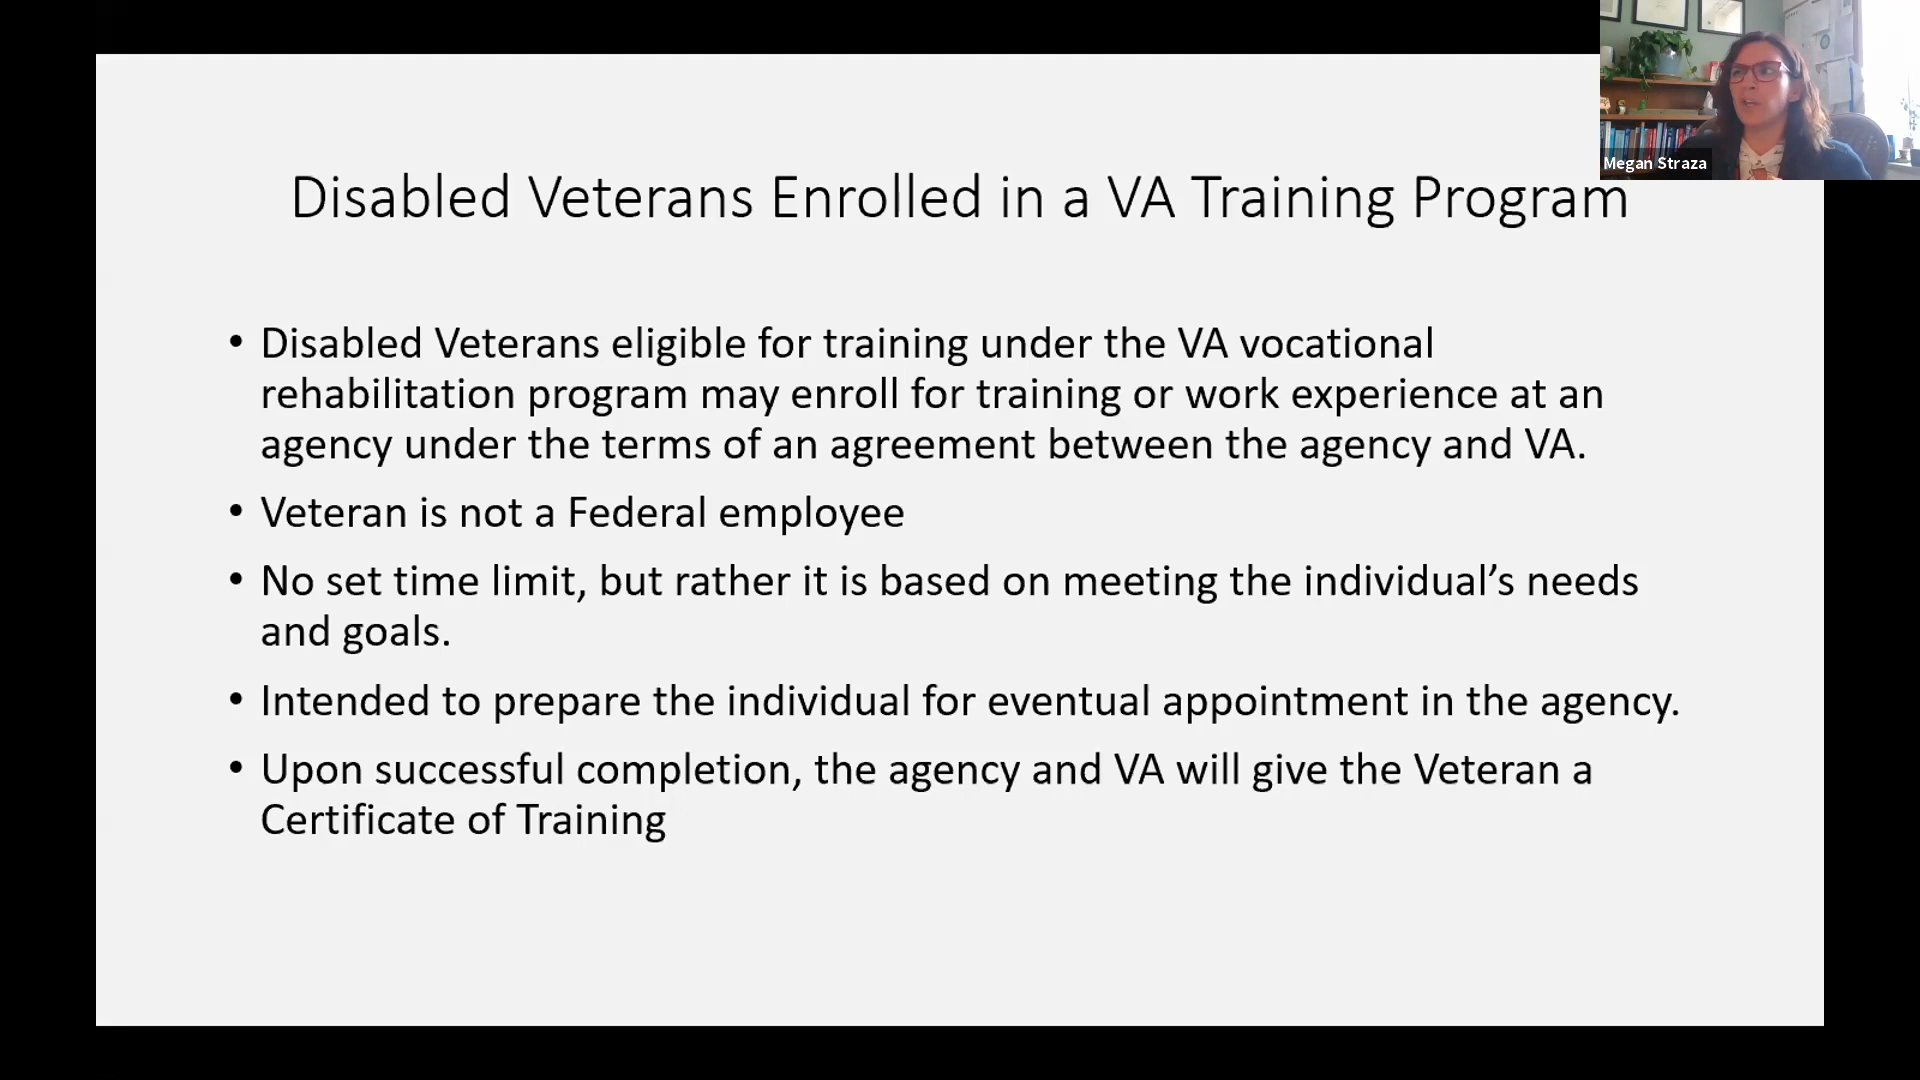 Megan Straza
Disabled Veterans Enrolled in a VA Training Program
• Disabled Veterans eligible for training under the VA vocational
rehabilitation program may enroll for training or work experience at an
agency under the terms of an agreement between the agency and VA.
• Veteran is not a Federal employee
• No set time limit, but rather it is based on meeting the individual’s needs
and goals.
• Intended to prepare the individual for eventual appointment in the agency.
• Upon successful completion, the agency and VA will give the Veteran a
Certificate of Training